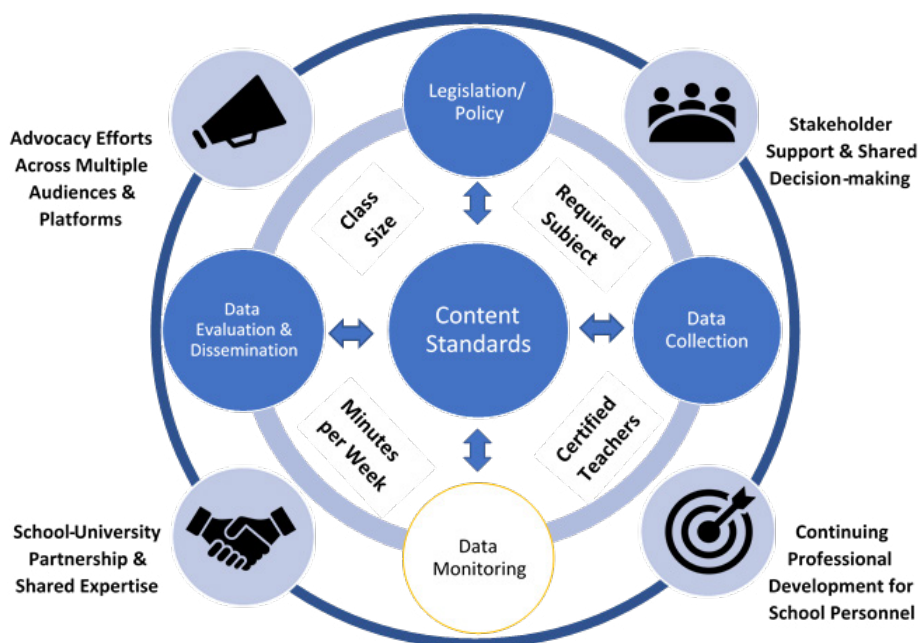 Legislation/
Policy
Advocacy Efforts
Across Multiple
Audiences &
Platforms
Stakeholder
Support & Shared
Decision-making
Class
Size
Required
Subject
Data
Evaluation &
Dissemination
Content
Standards
Data
Collection
Minutes
per Week
Certified
Teachers
School-University
Partnership &
Shared Expertise
Data
Monitoring
Continuing
Professional
Development for
School Personnel